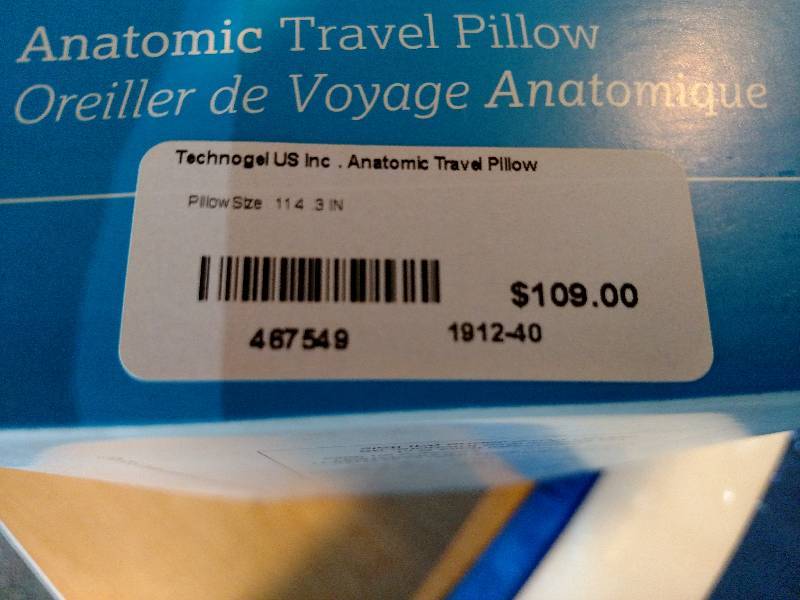 Anatomic Travel Pillow
Oreiller de Voyage Anatomique
Technogel US Inc . Anatomic Travel Pillow
Pillow Size 11 4 .3 IN
$109.00
467549 1912-40